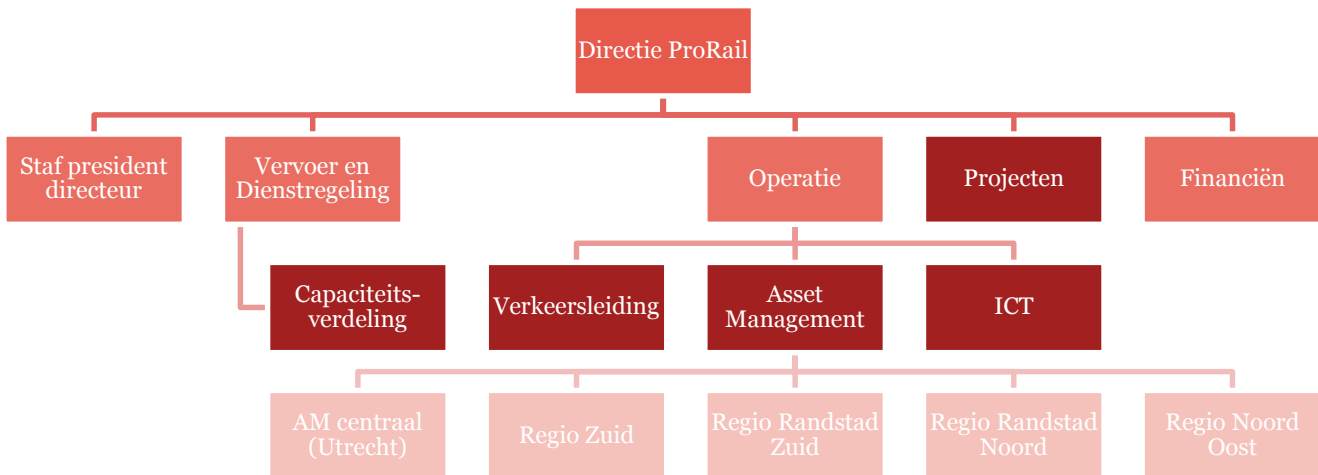 Directie ProRail
Staf president
directeur
Vervoer en
Dienstregeling
Operatie
Projecten
Financiën
Capaciteits-
verdeling
Verkeersleiding
Asset
Management
ICT
AM centraal
(Utrecht)
Regio Zuid
Regio Randstad
Zuid
Regio Randstad
Noord
Regio Noord
Oost